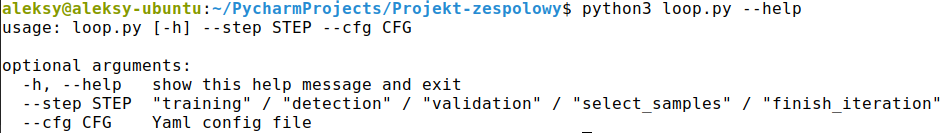 aleksy@aleksy-ubuntu:~/PycharmProjects/Projekt-zespolowy$ python3 loop.py --help
usage: loop.py [-h] --step STEP --cfg CFG

optional arguments:
  -h, --help   show this help message and exit
  --step STEP  "training" / "detection" / "validation" / "select_samples" / "finish_iteration"
  --cfg CFG    Yaml config file